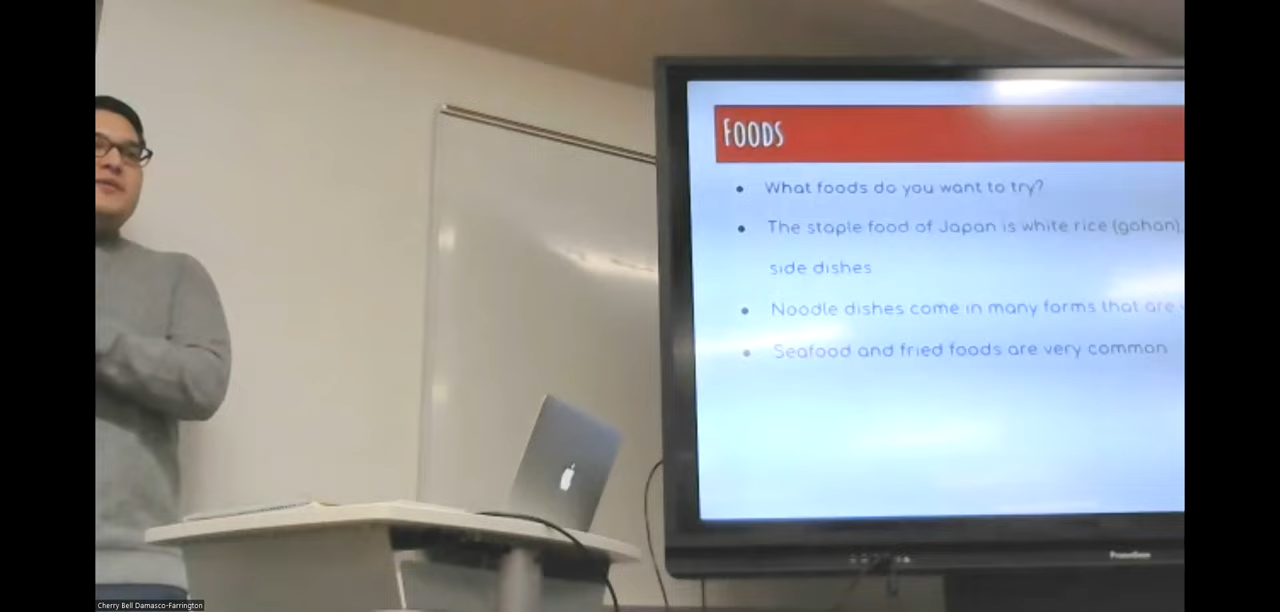 FOODS
• What foods do you want to try?
• The staple food of Japan is white rice (gohan),
side dishes
• Noodle dishes come in many forms that are
• Seafood and fried foods are very common
Promethean
Cherry Bell Damasco-Farrington